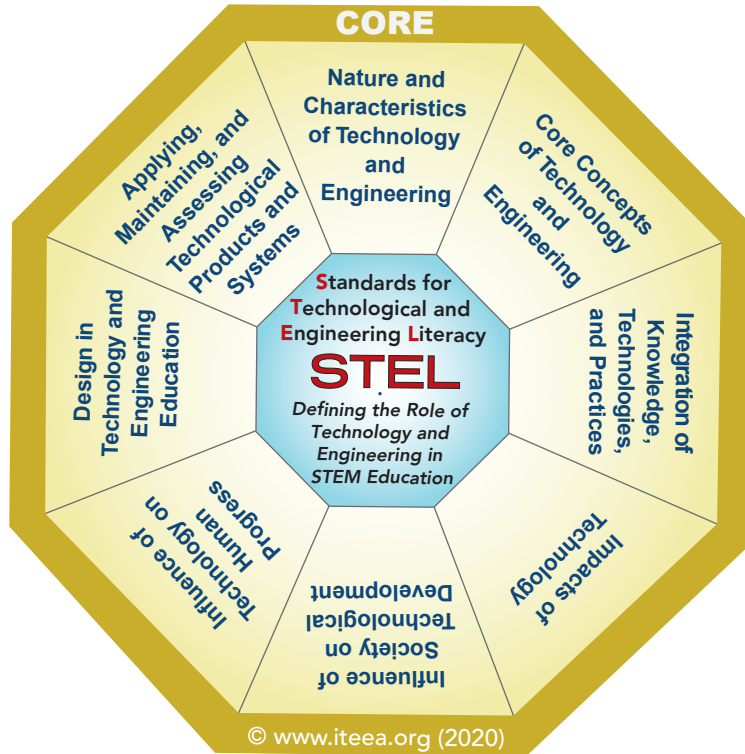 CORE
Nature and
Characteristics
of Technology
and
Engineering
Core Concepts
of Technology
and
Engineering
Integration of
Knowledge,
Technologies,
and Practices
Impacts of
Technology
Influence of
Society on
Technological
Development
Influence of
Technology on
Human
Progress
Design in
Technology and
Engineering
Education
Applying,
Maintaining, and
Assessing
Technological
Products and
Systems
Standards for
Technological and
Engineering Literacy
STEL
Defining the Role of
Technology and
Engineering in
STEM Education
© www.iteea.org (2020)